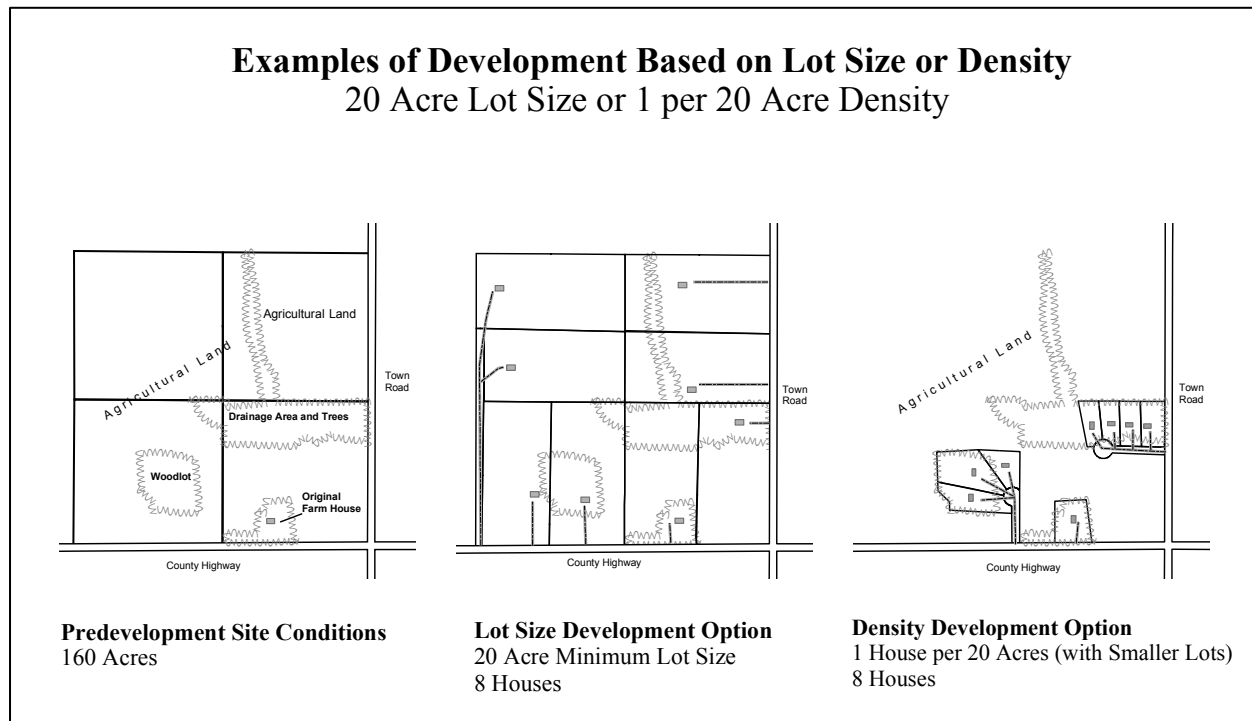 Examples of Development Based on Lot Size or Density
20 Acre Lot Size or 1 per 20 Acre Density
Agricultural Land
Agricultural Land
Town
Road
Drainage Area and Trees
Woodlot
Original
Farm House
County Highway
Predevelopment Site Conditions
160 Acres
Town
Road
County Highway
Lot Size Development Option
20 Acre Minimum Lot Size
8 Houses
Agricultural Land
Town
Road
County Highway
Density Development Option
1 House per 20 Acres (with Smaller Lots)
8 Houses